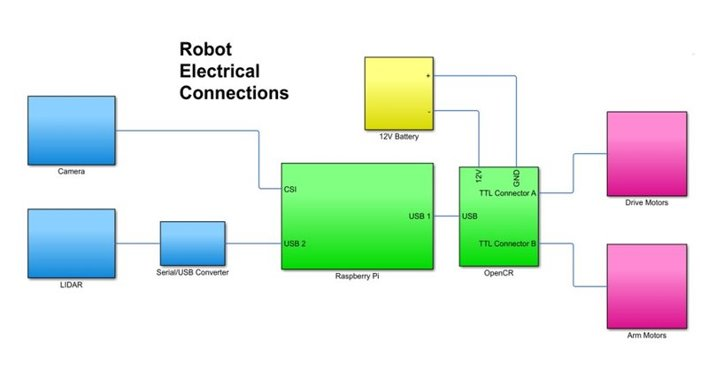 Robot
Electrical
Connections
+
-
12V Battery
Camera
CSI
12V
GND
TTL Connector A
Drive Motors
USB 1
USB
LIDAR
Serial/USB Converter
USB 2
Raspberry Pi
TTL Connector B
OpenCR
Arm Motors